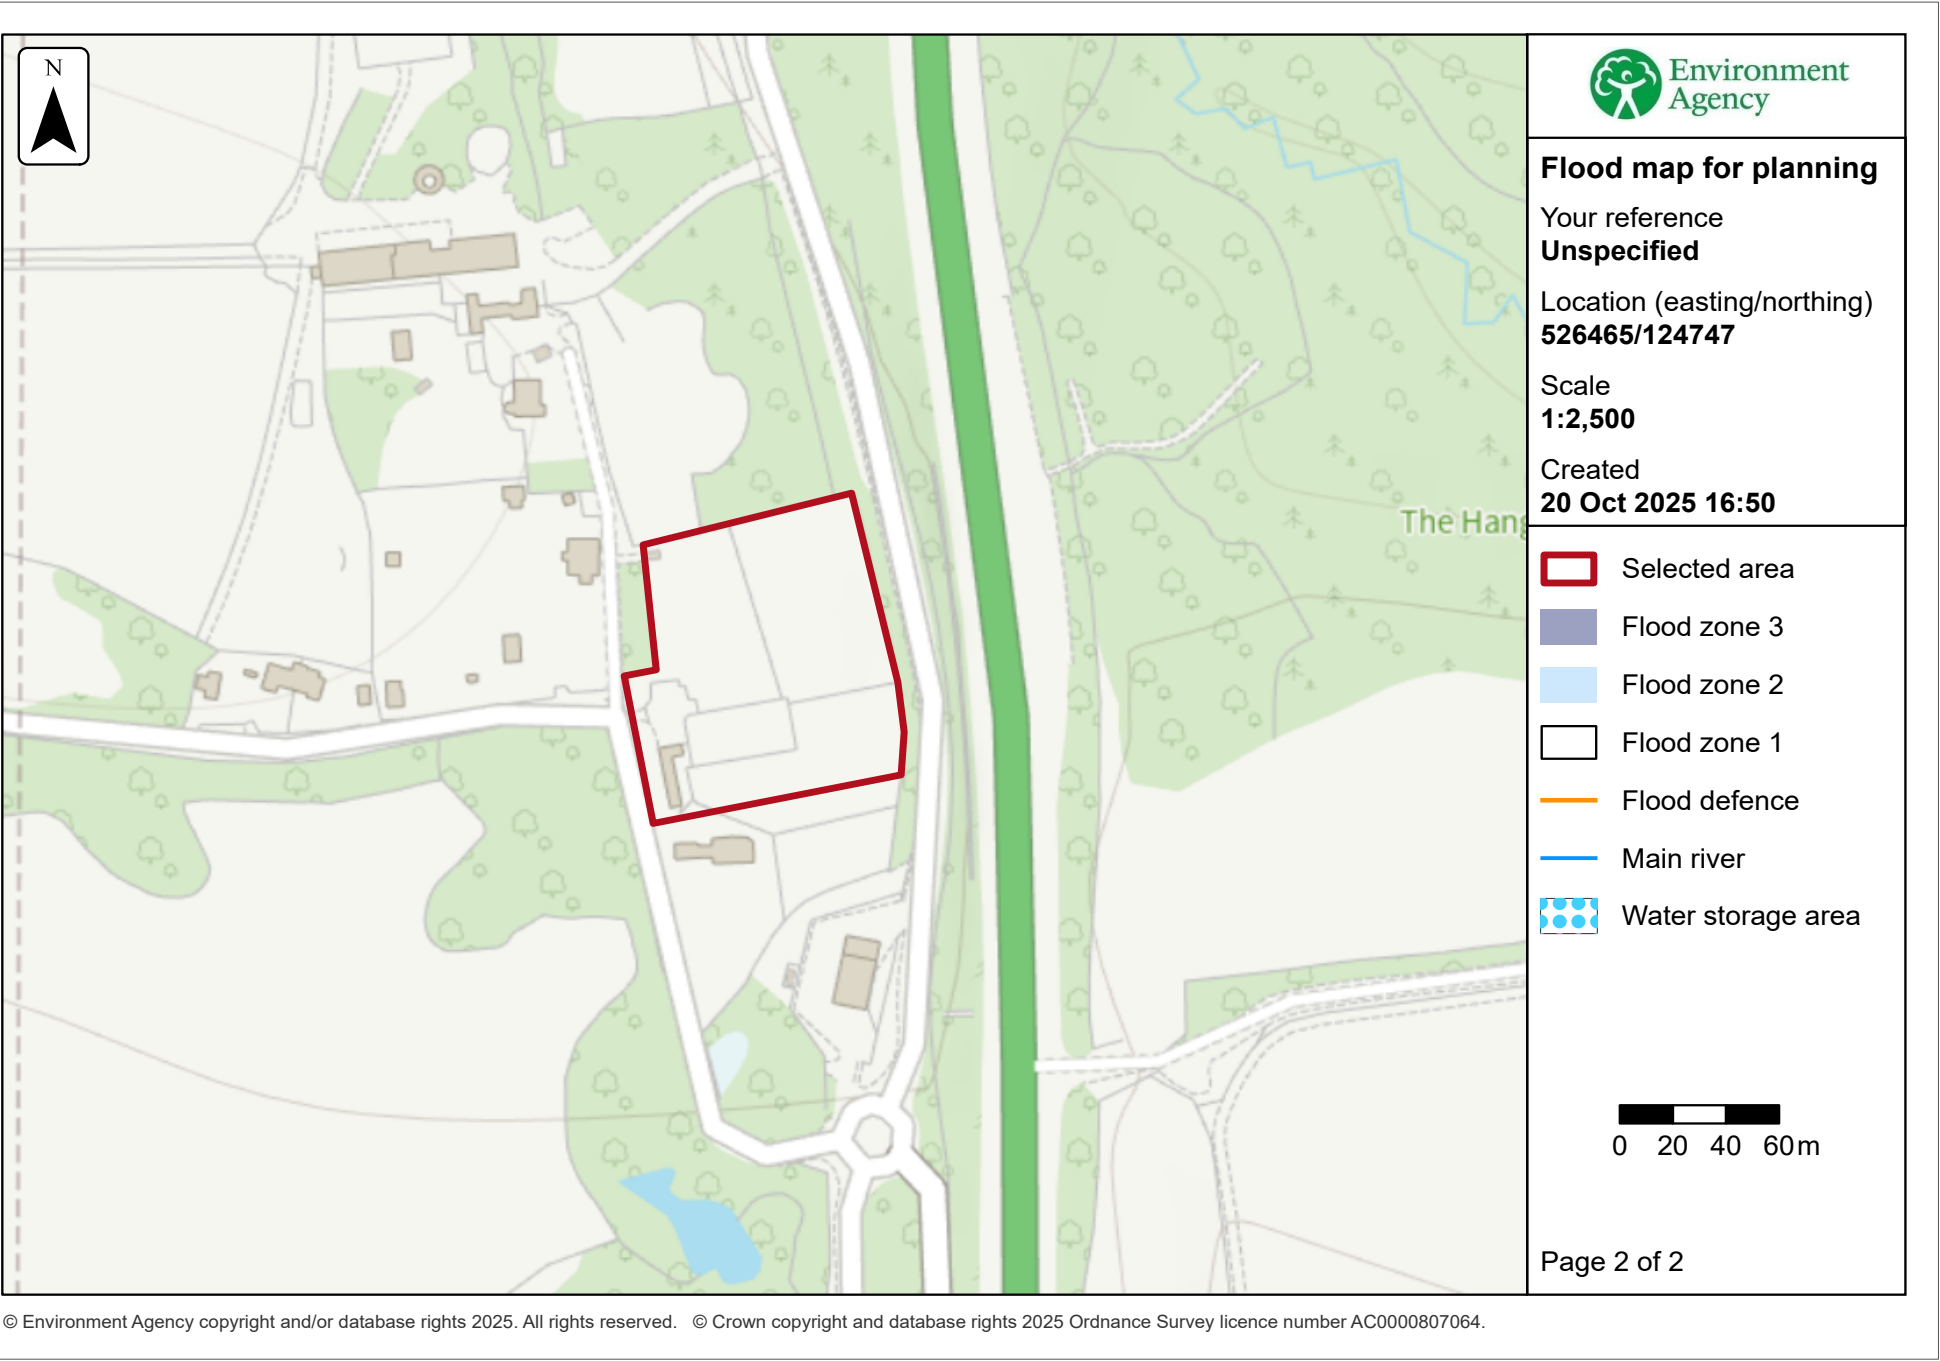 N
The Hang
Environment
Agency
Flood map for planning
Your reference
Unspecified
Location (easting/northing)
526465/124747
Scale
1:2,500
Created
20 Oct 2025 16:50
Selected area
Flood zone 3
Flood zone 2
Flood zone 1
Flood defence
Main river
Water storage area
0 20 40 60m
Page 2 of 2
© Environment Agency copyright and/or database rights 2025. All rights reserved. © Crown copyright and database rights 2025 Ordnance Survey licence number AC0000807064.